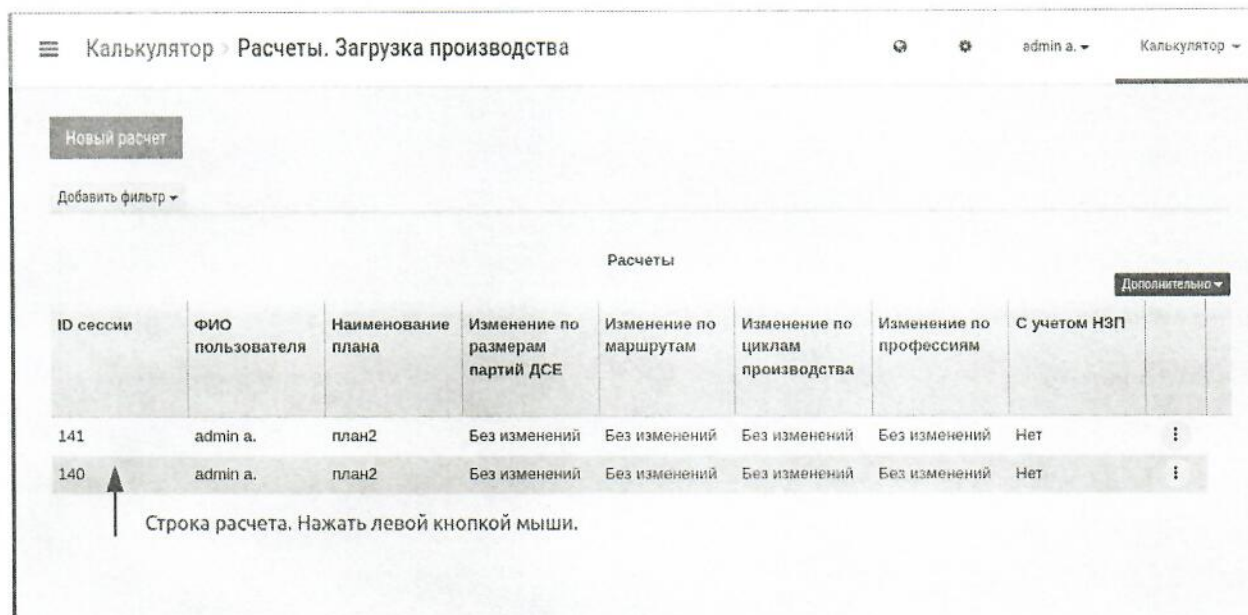 Калькулятор › Расчеты. Загрузка производства
admin a.
Калькулятор
Новый расчет
Добавить фильтр
Расчеты
Дополнительно
ID сессии
ФИО пользователя
Наименование плана
Изменение по размерам партий ДСЕ
Изменение по маршрутам
Изменение по циклам производства
Изменение по профессиям
С учетом НЗП
141 admin a. план2 Без изменений Без изменений Без изменений Без изменений Нет
140 admin a. план2 Без изменений Без изменений Без изменений Без изменений Нет
Строка расчета. Нажать левой кнопкой мыши.